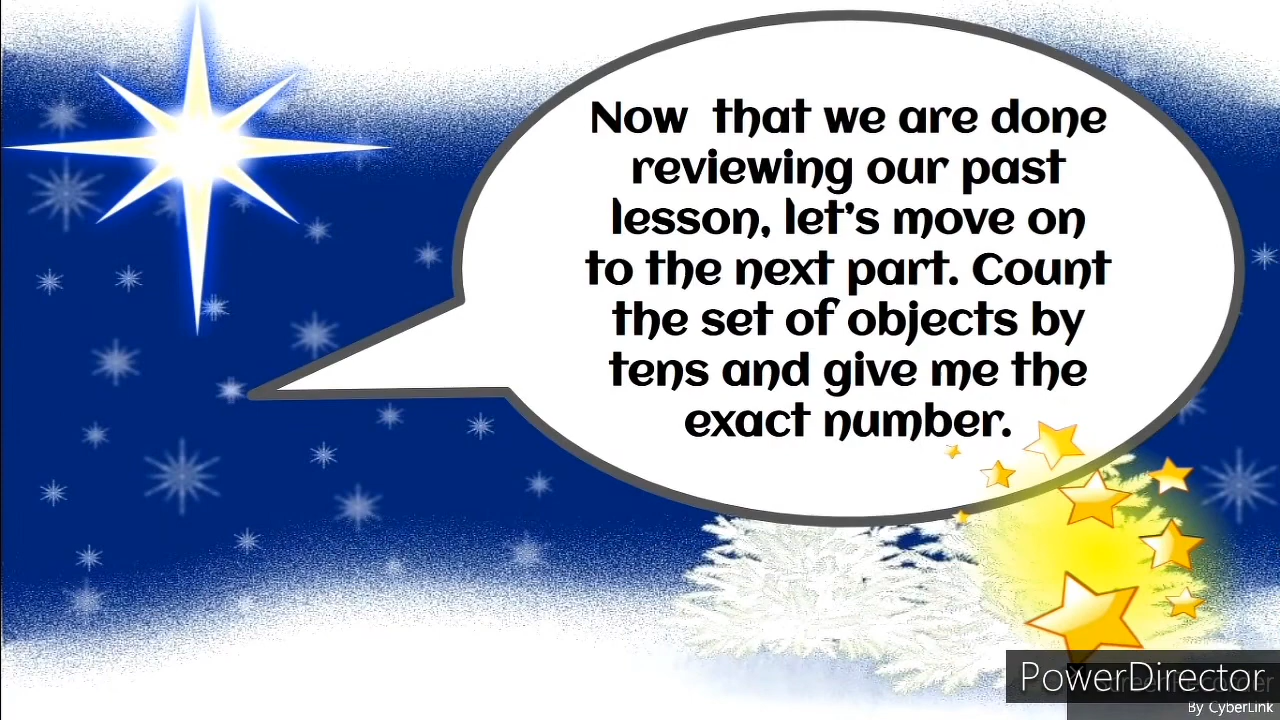 Now that we are done
reviewing our past
lesson, let's move on
to the next part. Count
the set of objects by
tens and give me the
exact number.
PowerDirector
By CyberLink